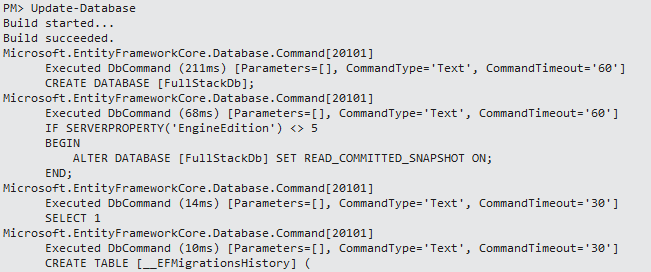 PM> Update-Database
Build started...
Build succeeded.
Microsoft.EntityFrameworkCore.Database.Command[20101]
      Executed DbCommand (211ms) [Parameters=[], CommandType='Text', CommandTimeout='60']
      CREATE DATABASE [FullStackDb];
Microsoft.EntityFrameworkCore.Database.Command[20101]
      Executed DbCommand (68ms) [Parameters=[], CommandType='Text', CommandTimeout='60']
      IF SERVERPROPERTY('EngineEdition') <> 5
      BEGIN
          ALTER DATABASE [FullStackDb] SET READ_COMMITTED_SNAPSHOT ON;
      END;
Microsoft.EntityFrameworkCore.Database.Command[20101]
      Executed DbCommand (14ms) [Parameters=[], CommandType='Text', CommandTimeout='30']
      SELECT 1
Microsoft.EntityFrameworkCore.Database.Command[20101]
      Executed DbCommand (10ms) [Parameters=[], CommandType='Text', CommandTimeout='30']
      CREATE TABLE [__EFMigrationsHistory] (